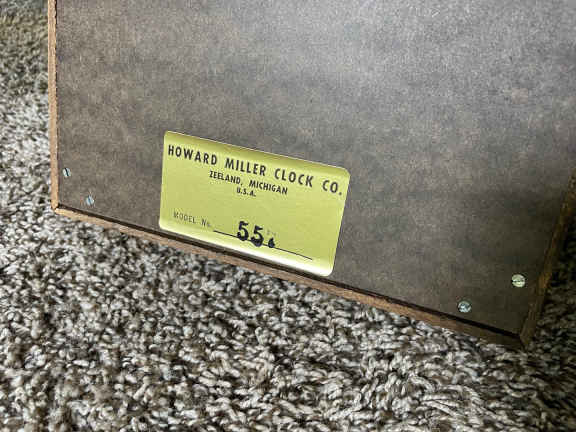 HOWARD MILLER CLOCK CO.
ZEELAND, MICHIGAN
U.S.A.
MODEL No.